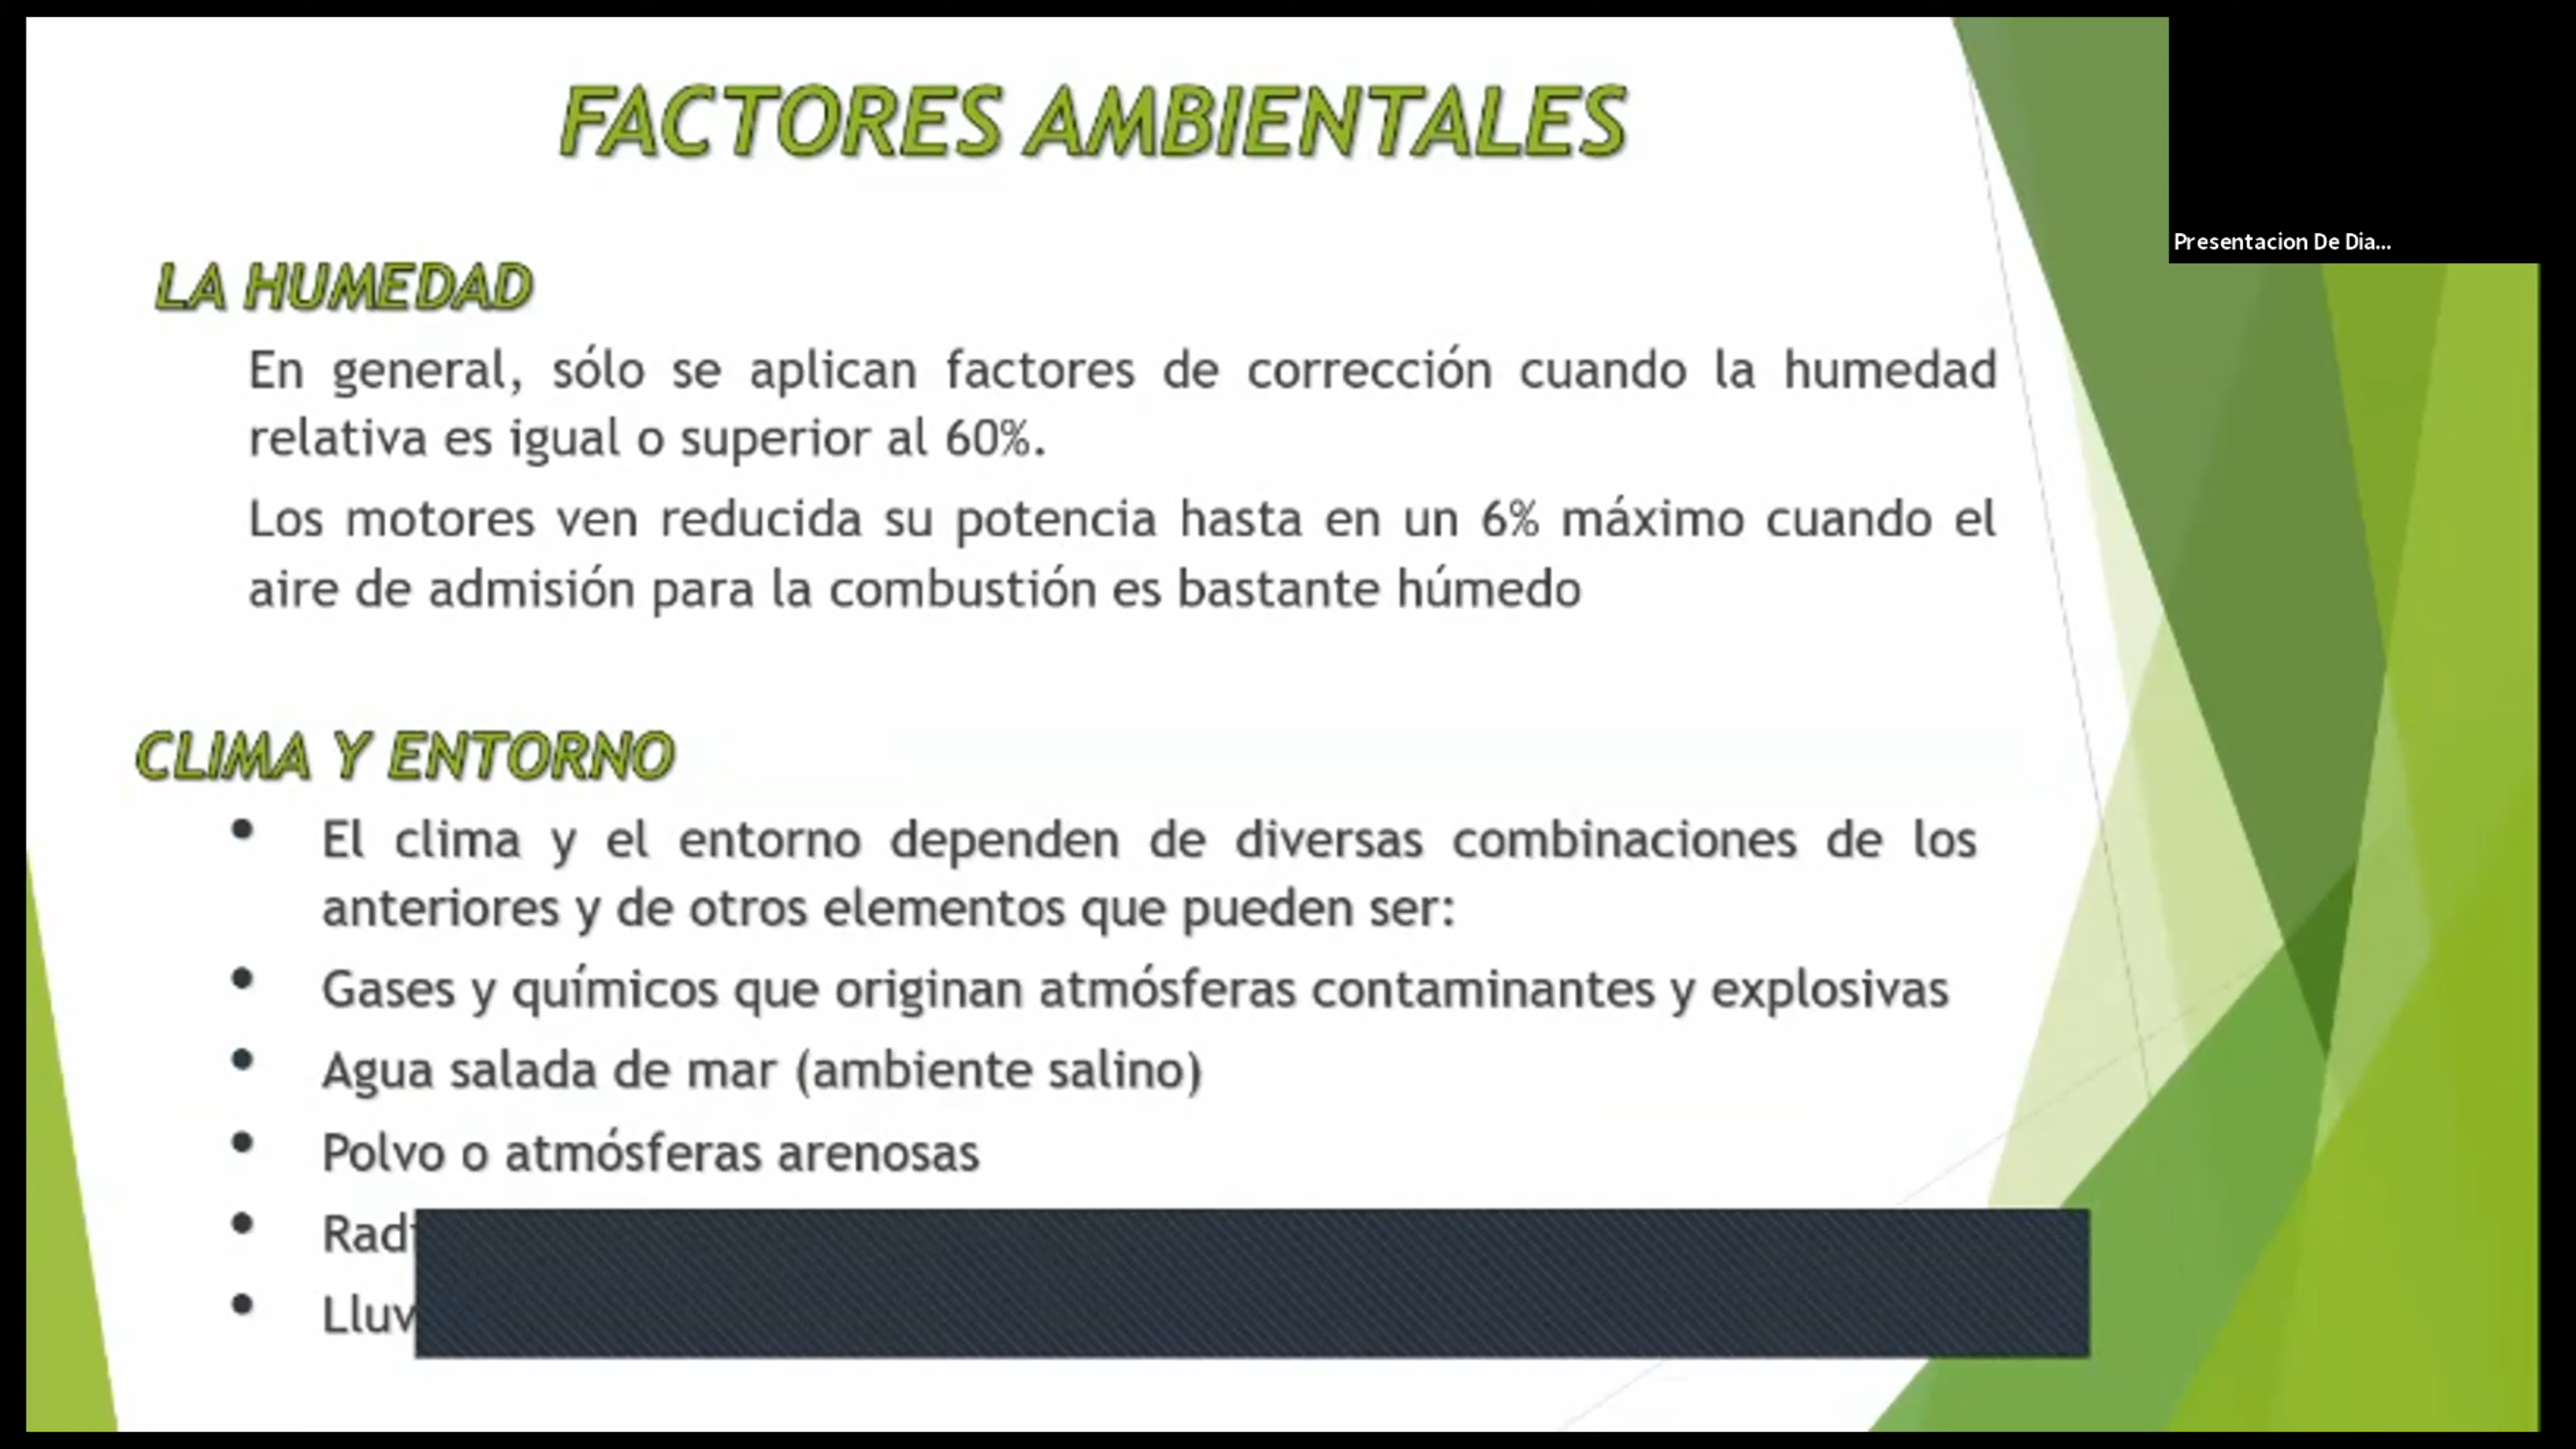 FACTORES AMBIENTALES
Presentacion De Dia...
LA HUMEDAD
En general, sólo se aplican factores de corrección cuando la humedad
relativa es igual o superior al 60%.
Los motores ven reducida su potencia hasta en un 6% máximo cuando el
aire de admisión para la combustión es bastante húmedo
CLIMA Y ENTORNO
• El clima y el entorno dependen de diversas combinaciones de los
anteriores y de otros elementos que pueden ser:
• Gases y químicos que originan atmósferas contaminantes y explosivas
• Agua salada de mar (ambiente salino)
• Polvo o atmósferas arenosas